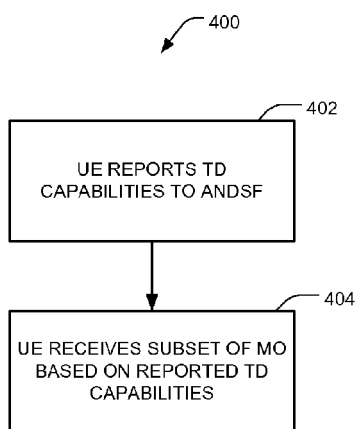 400
402
UE REPORTS TD
CAPABILITIES TO ANDSF
404
UE RECEIVES SUBSET OF MO
BASED ON REPORTED TD
CAPABILITIES